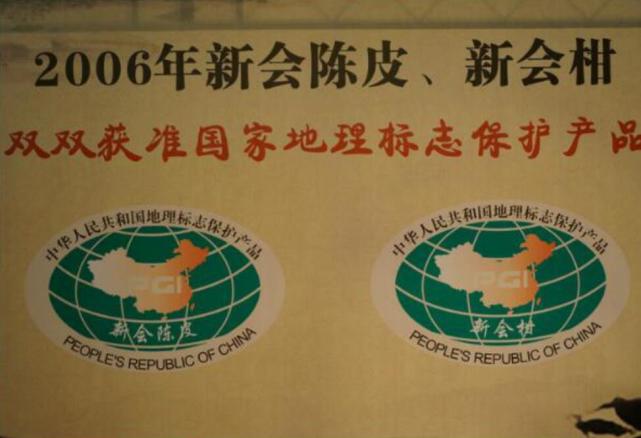 2006年新会陈皮、新会柑
双双获准国家地理标志保护产品
中华人民共和国地理标志保护产品
PGI
新会陈皮
PEOPLE'S REPUBLIC OF CHINA
中华人民共和国地理标志保护产品
PGI
新会柑
PEOPLE'S REPUBLIC OF CHINA